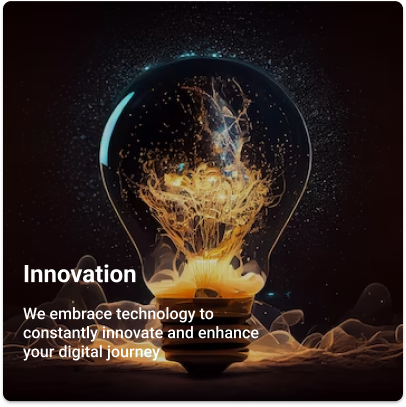 Innovation
We embrace technology to
constantly innovate and enhance
your digital journey